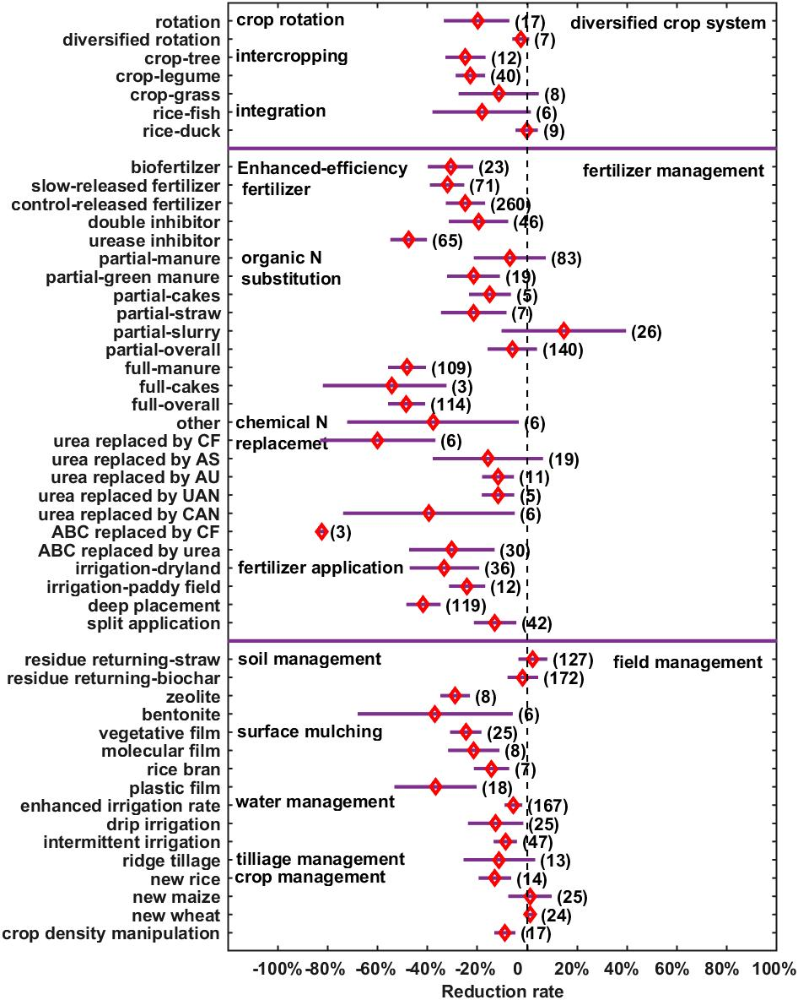 rotation crop rotation (17) diversified crop system
diversified rotation (7)
crop-tree intercropping (12)
crop-legume (40)
crop-grass (8)
rice-fish integration (6)
rice-duck (9)
biofertilzer Enhanced-efficiency (23) fertilizer management
slow-released fertilizer fertilizer (71)
control-released fertilizer (260)
double inhibitor (46)
urease inhibitor (65)
partial-manure organic N (83)
partial-green manure substitution (19)
partial-cakes (5)
partial-straw (7)
partial-slurry (26)
partial-overall (140)
full-manure (109)
full-cakes (3)
full-overall (114)
other chemical N (6)
urea replaced by CF replacemet (6)
urea replaced by AS (19)
urea replaced by AU (11)
urea replaced by UAN (5)
urea replaced by CAN (6)
ABC replaced by CF (3)
ABC replaced by urea (30)
irrigation-dryland fertilizer application (36)
irrigation-paddy field (12)
deep placement (119)
split application (42)
residue returning-straw soil management (127) field management
residue returning-biochar (172)
zeolite (8)
bentonite (6)
vegetative film surface mulching (25)
molecular film (8)
rice bran (7)
plastic film (18)
enhanced irrigation rate water management (167)
drip irrigation (25)
intermittent irrigation (47)
ridge tillage tilliage management (13)
new rice crop management (14)
new maize (25)
new wheat (24)
crop density manipulation (17)
-100% -80% -60% -40% -20% 0 20% 40% 60% 80% 100%
Reduction rate